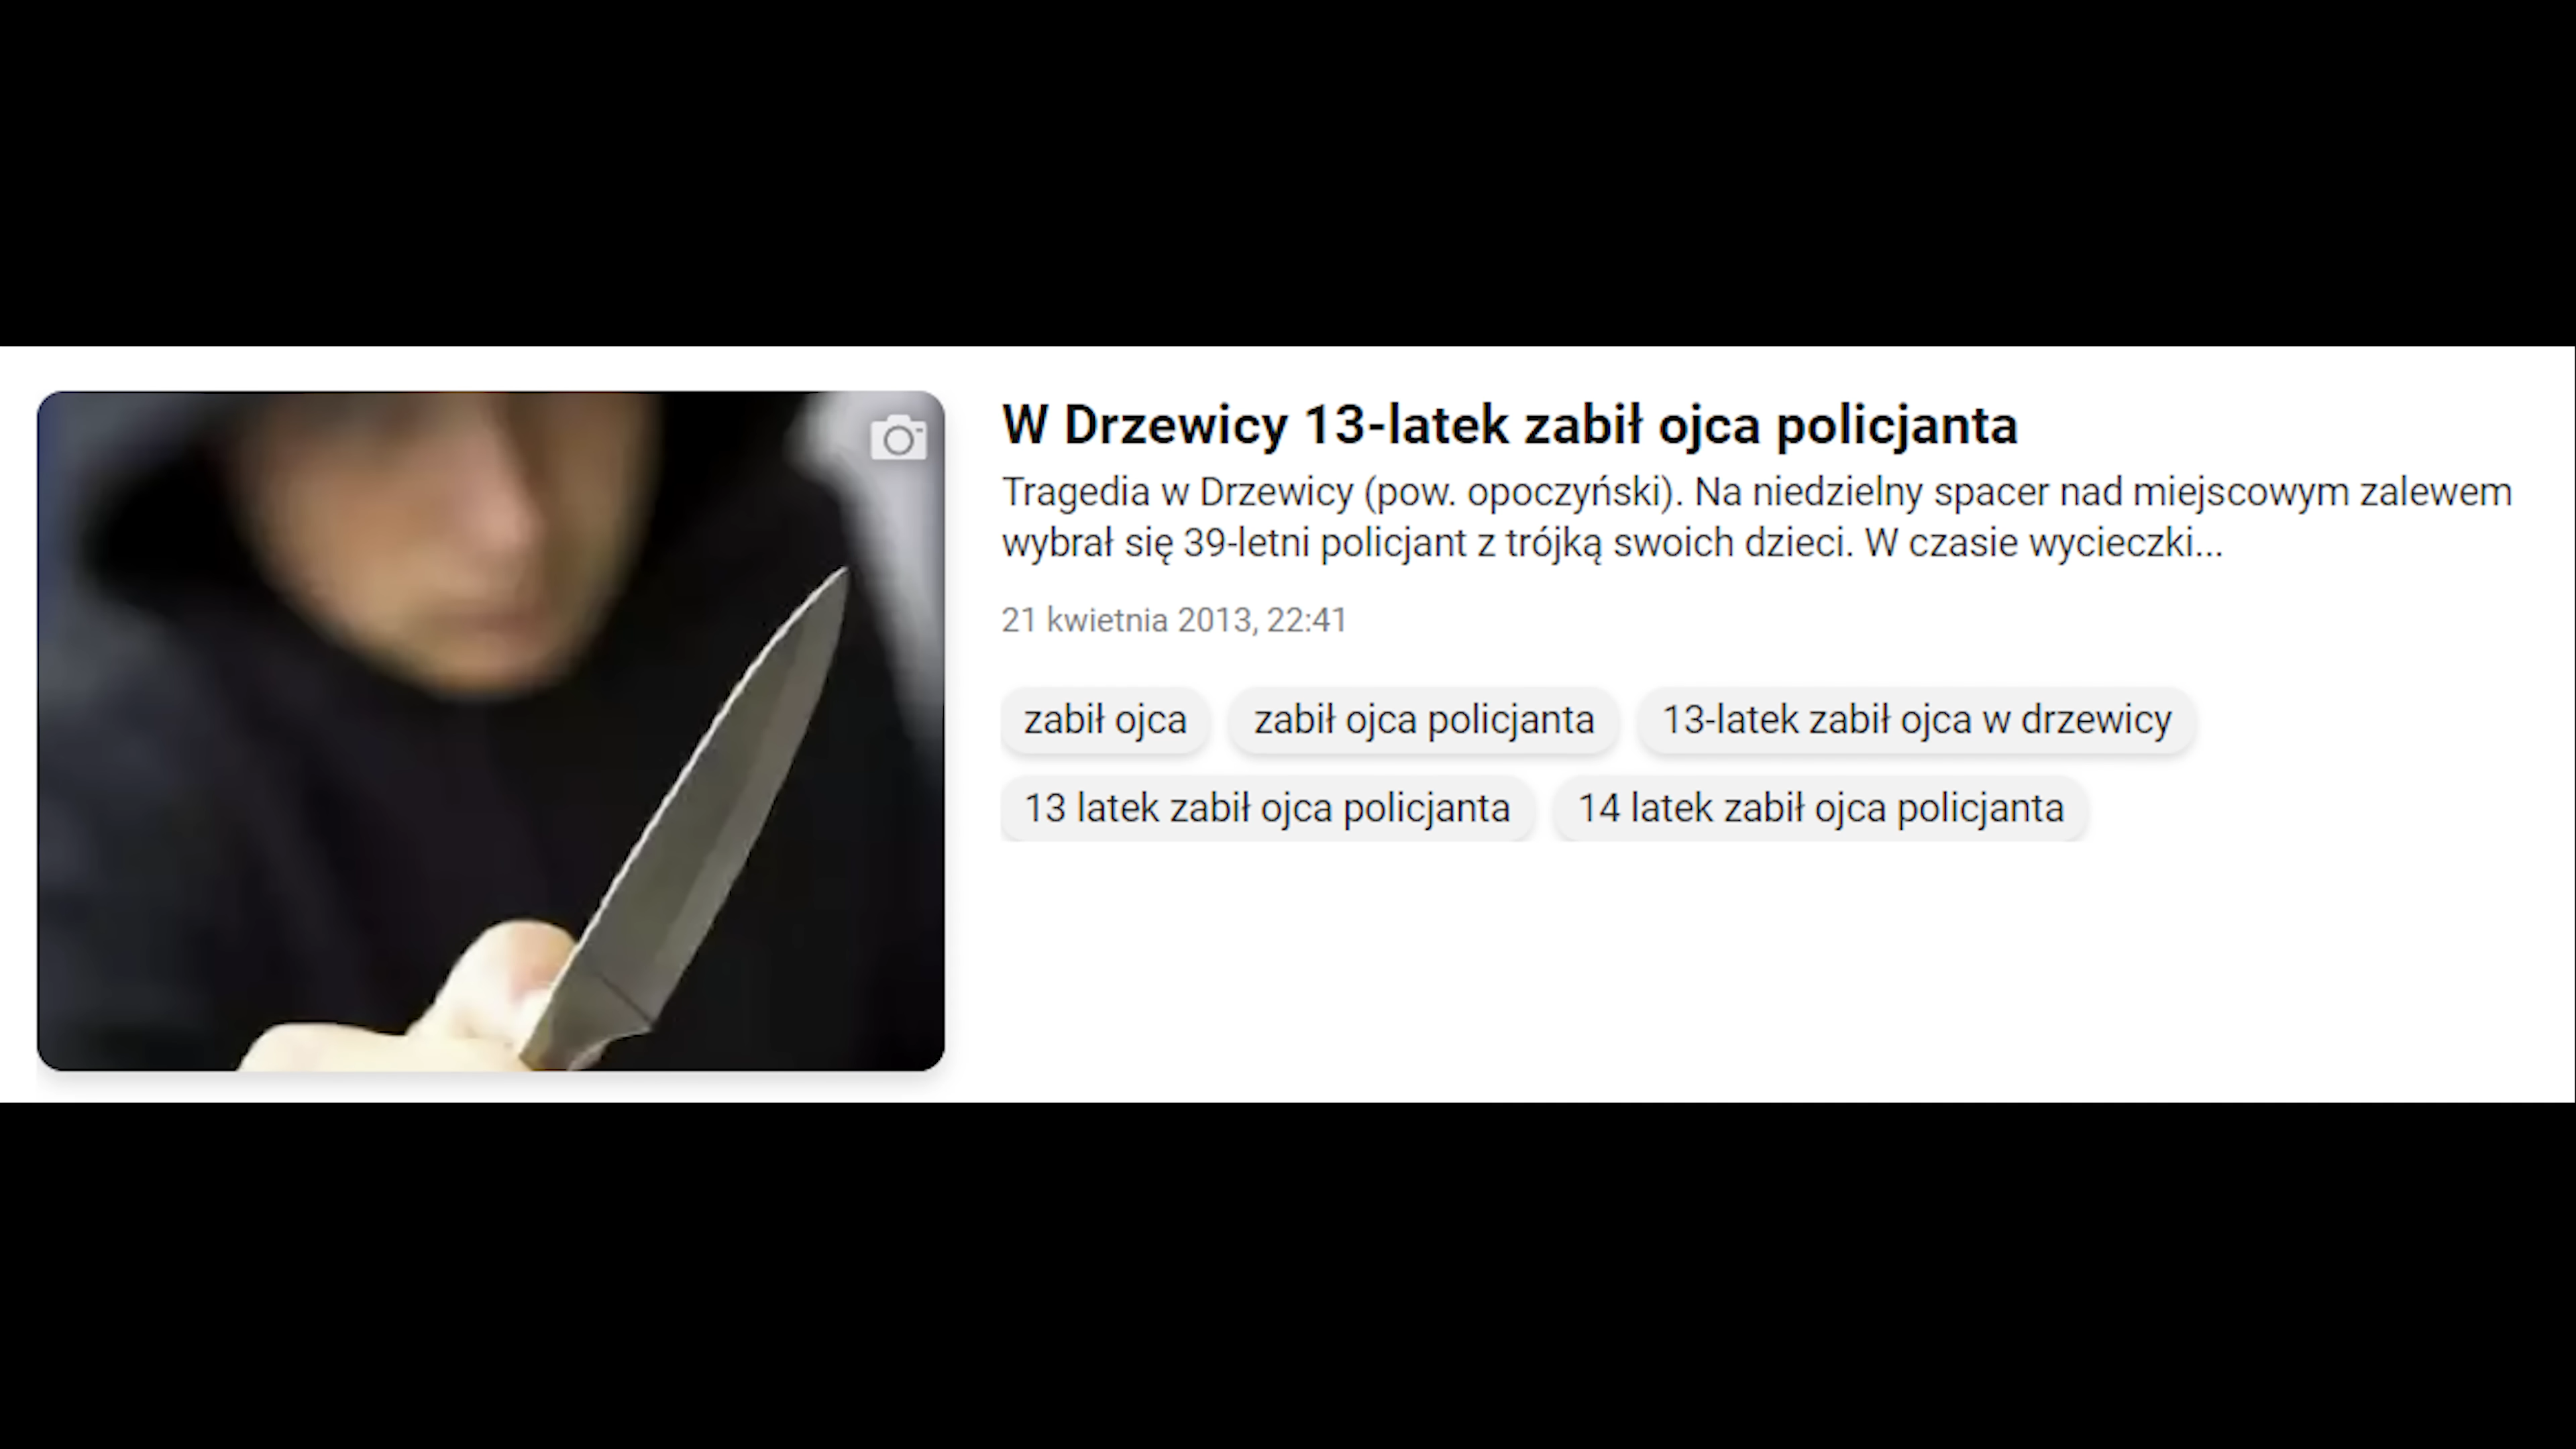 W Drzewicy 13-latek zabił ojca policjanta
Tragedia w Drzewicy (pow. opoczyński). Na niedzielny spacer nad miejscowym zalewem
wybrał się 39-letni policjant z trójką swoich dzieci. W czasie wycieczki...
21 kwietnia 2013, 22:41
zabił ojca zabił ojca policjanta 13-latek zabił ojca w drzewicy
13 latek zabił ojca policjanta 14 latek zabił ojca policjanta